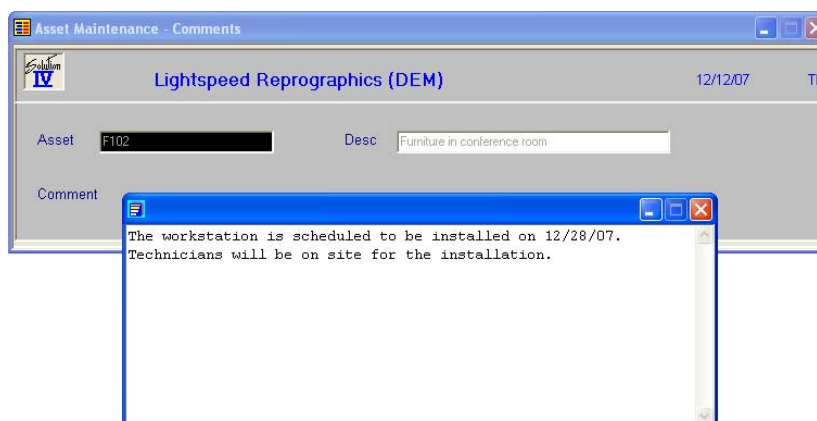 Asset Maintenance - Comments
Solution
IV
Lightspeed Reprographics (DEM)
12/12/07
Asset
F102
Desc
Furniture in conference room
Comment
The workstation is scheduled to be installed on 12/28/07.
Technicians will be on site for the installation.